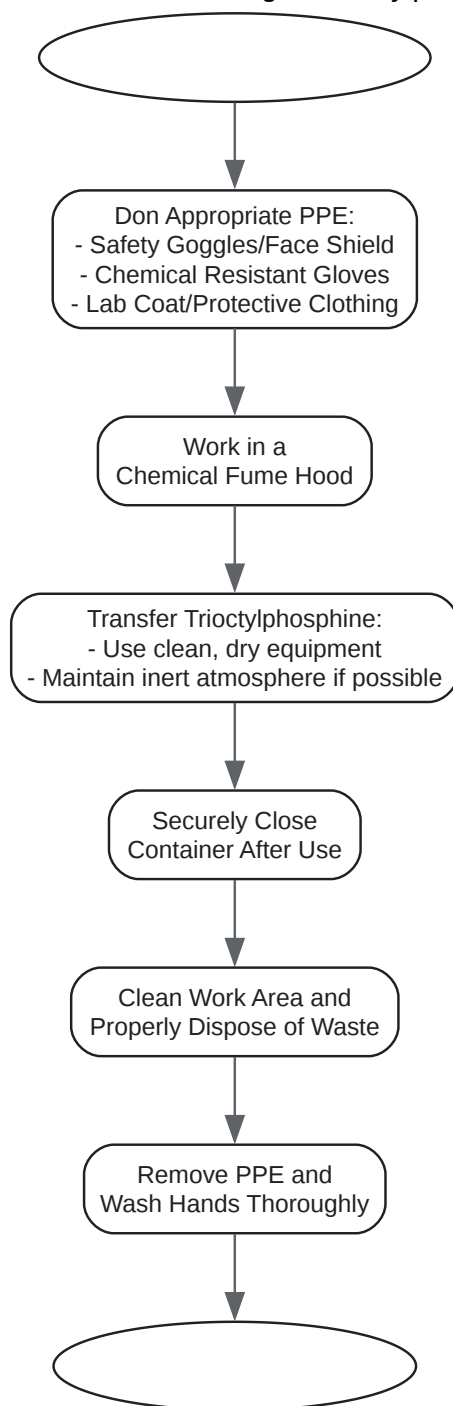 Don Appropriate PPE:
- Safety Goggles/Face Shield
- Chemical Resistant Gloves
- Lab Coat/Protective Clothing
Work in a
Chemical Fume Hood
Transfer Trioctylphosphine:
- Use clean, dry equipment
- Maintain inert atmosphere if possible
Securely Close
Container After Use
Clean Work Area and
Properly Dispose of Waste
Remove PPE and
Wash Hands Thoroughly